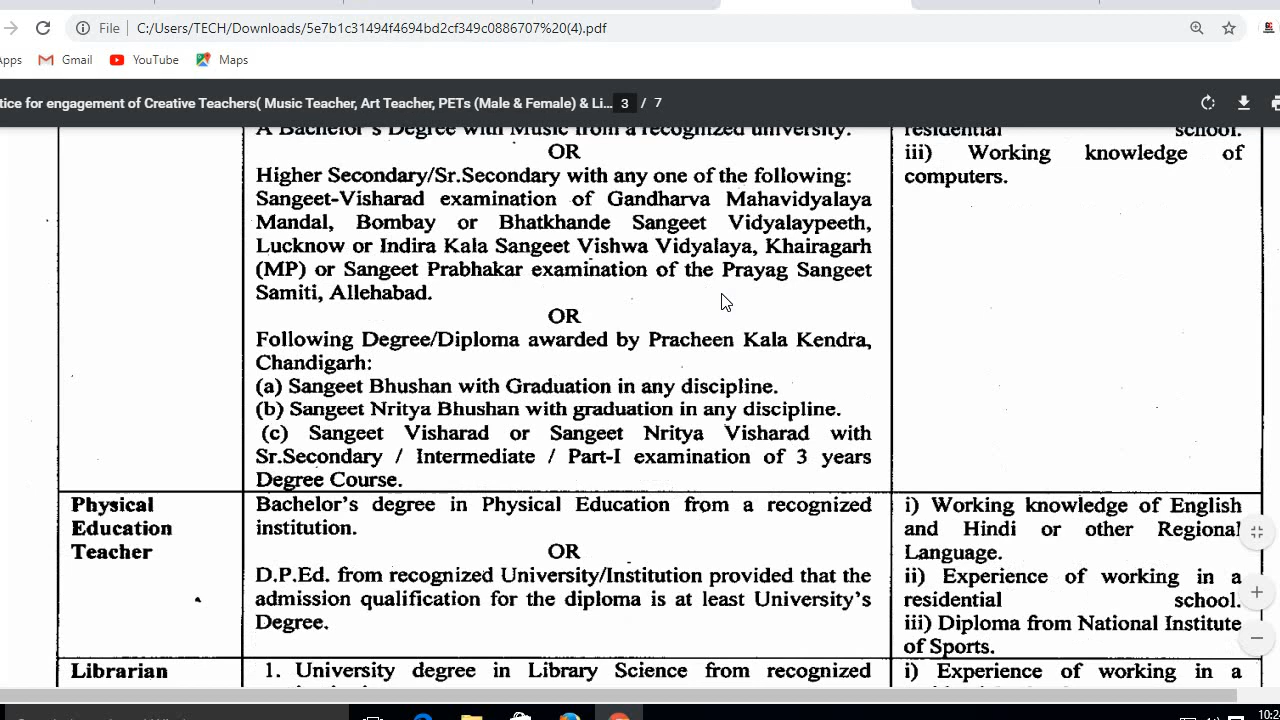 File C:/Users/TECH/Downloads/5e7b1c31494f4694bd2cf349c0886707%20(4).pdf
Gmail YouTube Maps
tice for engagement of Creative Teachers( Music Teacher, Art Teacher, PETs (Male & Female) & Li... 3 / 7
A Bachelor's Degree with Music from a recognized university.
OR
Higher Secondary/Sr.Secondary with any one of the following:
Sangeet-Visharad examination of Gandharva Mahavidyalaya
Mandal, Bombay or Bhatkhande Sangeet Vidyalaypeeth,
Lucknow or Indira Kala Sangeet Vishwa Vidyalaya, Khairagarh
(MP) or Sangeet Prabhakar examination of the Prayag Sangeet
Samiti, Allehabad.
OR
Following Degree/Diploma awarded by Pracheen Kala Kendra,
Chandigarh:
(a) Sangeet Bhushan with Graduation in any discipline.
(b) Sangeet Nritya Bhushan with graduation in any discipline.
(c) Sangeet Visharad or Sangeet Nritya Visharad with
Sr.Secondary / Intermediate / Part-I examination of 3 years
Degree Course.
residential school.
iii) Working knowledge of
computers.
Physical
Education
Teacher
Bachelor's degree in Physical Education from a recognized
institution.
OR
D.P.Ed. from recognized University/Institution provided that the
admission qualification for the diploma is at least University's
Degree.
i) Working knowledge of English
and Hindi or other Regional
Language.
ii) Experience of working in a
residential school.
iii) Diploma from National Institute
of Sports.
Librarian
1. University degree in Library Science from recognized
i) Experience of working in a